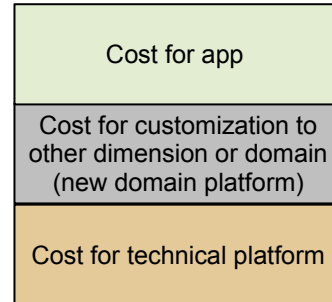 Cost for app
Cost for customization to
other dimension or domain
(new domain platform)
Cost for technical platform